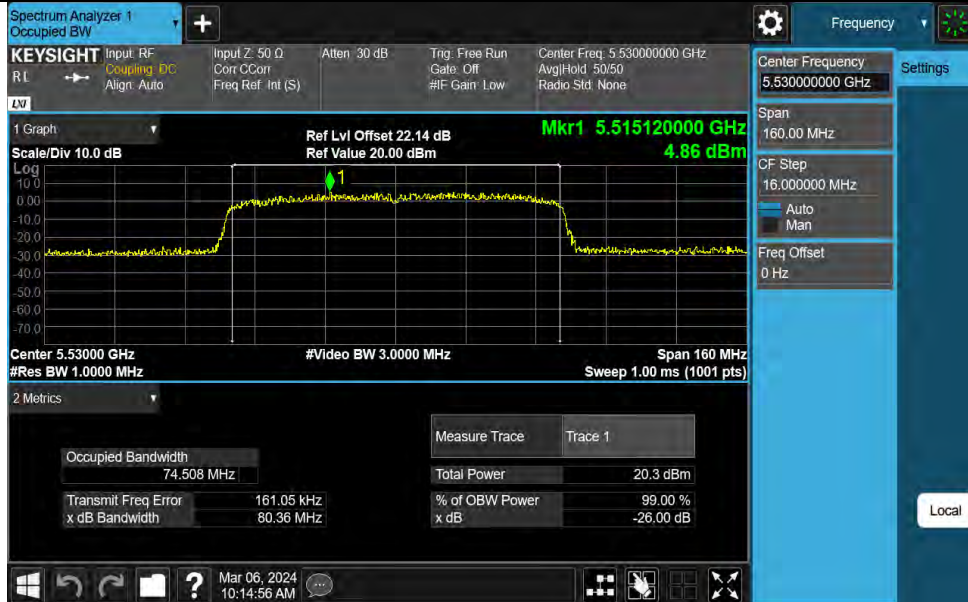 Spectrum Analyzer 1
Occupied BW
+
Frequency
KEYSIGHT
RL
LXI
Input: RF
Coupling: DC
Align: Auto
Input Z: 50 Ω
Corr CCorr
Freq Ref: Int (S)
Atten: 30 dB
Trig: Free Run
Gate: Off
#IF Gain: Low
Center Freq: 5.530000000 GHz
Avg|Hold: 50/50
Radio Std: None
Center Frequency
5.530000000 GHz
Settings
Span
160.00 MHz
CF Step
16.000000 MHz
Auto
Man
Freq Offset
0 Hz
Local
1 Graph
Scale/Div 10.0 dB
Ref Lvl Offset 22.14 dB
Ref Value 20.00 dBm
Mkr1 5.515120000 GHz
4.86 dBm
Log
10.0
0.00
-10.0
-20.0
-30.0
-40.0
-50.0
-60.0
-70.0
1
Center 5.53000 GHz
#Res BW 1.0000 MHz
#Video BW 3.0000 MHz
Span 160 MHz
Sweep 1.00 ms (1001 pts)
2 Metrics
Measure Trace Trace 1
Occupied Bandwidth
74.508 MHz
Total Power 20.3 dBm
Transmit Freq Error 161.05 kHz
% of OBW Power 99.00 %
x dB Bandwidth 80.36 MHz
x dB -26.00 dB
?
Mar 06, 2024
10:14:56 AM